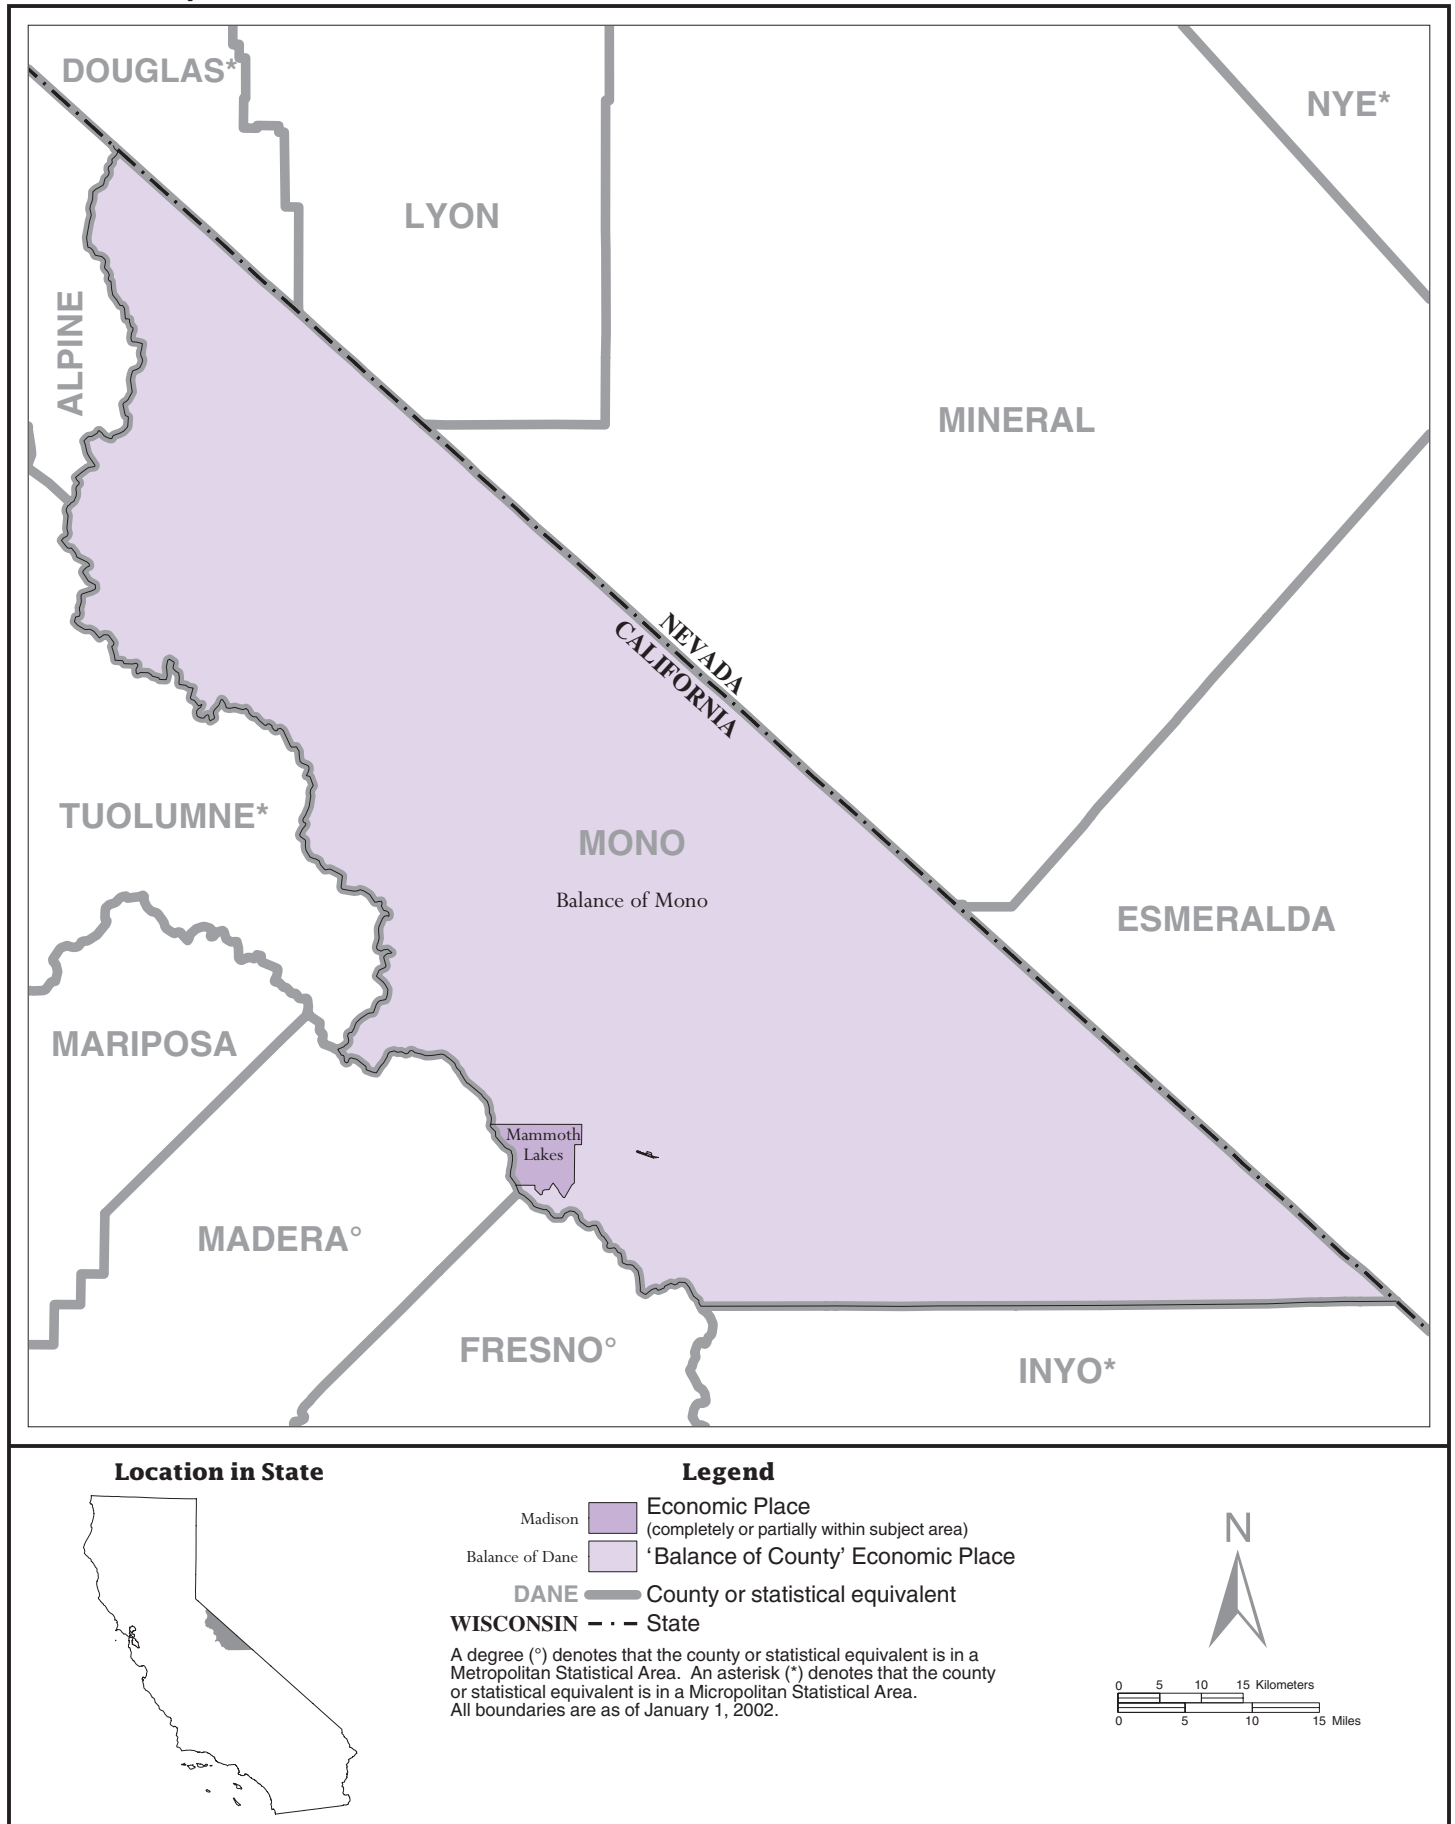 DOUGLAS*
NYE*
LYON
ALPINE
MINERAL
NEVADA
CALIFORNIA
TUOLUMNE*
MONO
Balance of Mono
ESMERALDA
MARIPOSA
Mammoth
Lakes
MADERA°
FRESNO°
INYO*
Location in State
Legend
Madison
Economic Place
(completely or partially within subject area)
Balance of Dane
‘Balance of County’ Economic Place
DANE
County or statistical equivalent
WISCONSIN
State
A degree (°) denotes that the county or statistical equivalent is in a
Metropolitan Statistical Area. An asterisk (*) denotes that the county
or statistical equivalent is in a Micropolitan Statistical Area.
All boundaries are as of January 1, 2002.
N
0 5 10 15 Kilometers
0 5 10 15 Miles